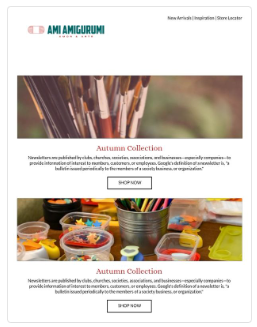 New Arrivals | Inspiration | Store Locator
AMI AMIGURUMI
Autumn Collection
Newsletters are published by clubs, churches, societies, associations, and businesses—especially companies—to
provide information of interest to members, customers, or employees. Google's definition of a newsletter is, "a
bulletin issued periodically to the members of a society, business, or organization."
SHOP NOW
Autumn Collection
Newsletters are published by clubs, churches, societies, associations, and businesses—especially companies—to
provide information of interest to members, customers, or employees. Google's definition of a newsletter is, "a
bulletin issued periodically to the members of a society, business, or organization."
SHOP NOW